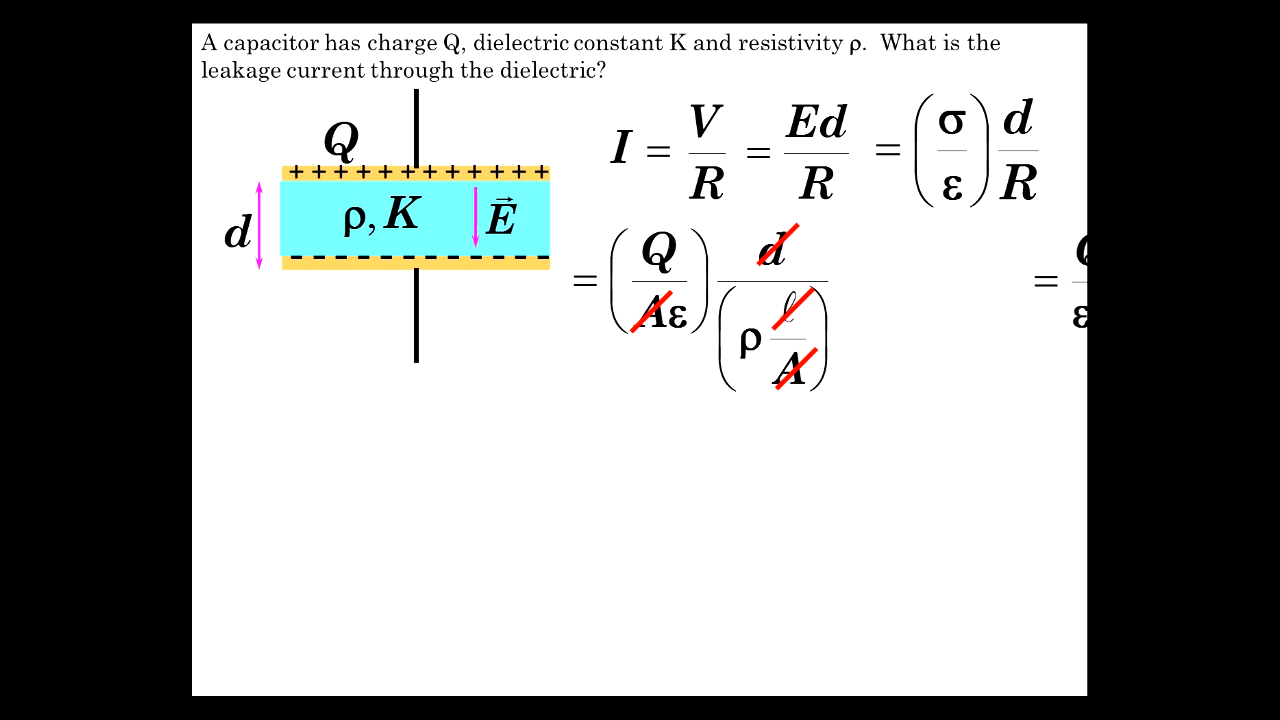 A capacitor has charge Q, dielectric constant K and resistivity ρ. What is the
leakage current through the dielectric?
Q
+ + + + + + + + + + + +
d
ρ, K
E⃗
- - - - - - - - - - - -
I = V/R = Ed/R = (σ/ε) d/R
= (Q/Aε) d/(ρ ℓ/A)
= Q/ε